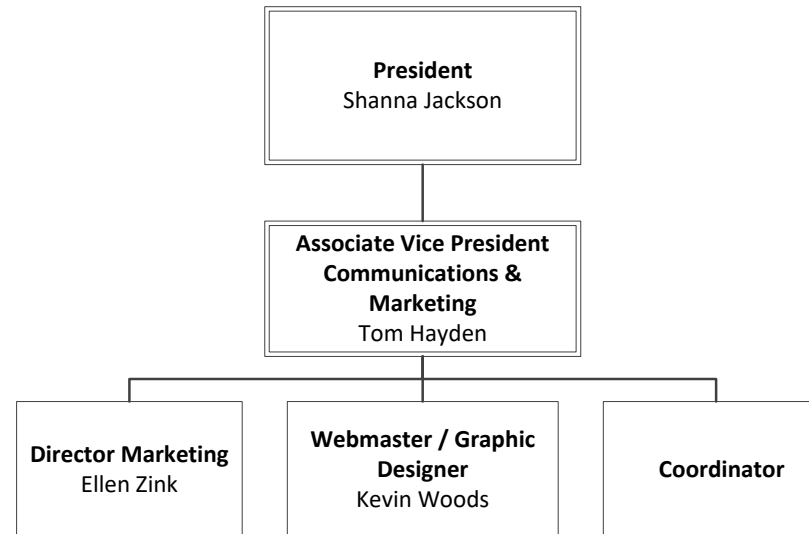 President
Shanna Jackson
Associate Vice President
Communications &
Marketing
Tom Hayden
Director Marketing
Ellen Zink
Webmaster / Graphic
Designer
Kevin Woods
Coordinator